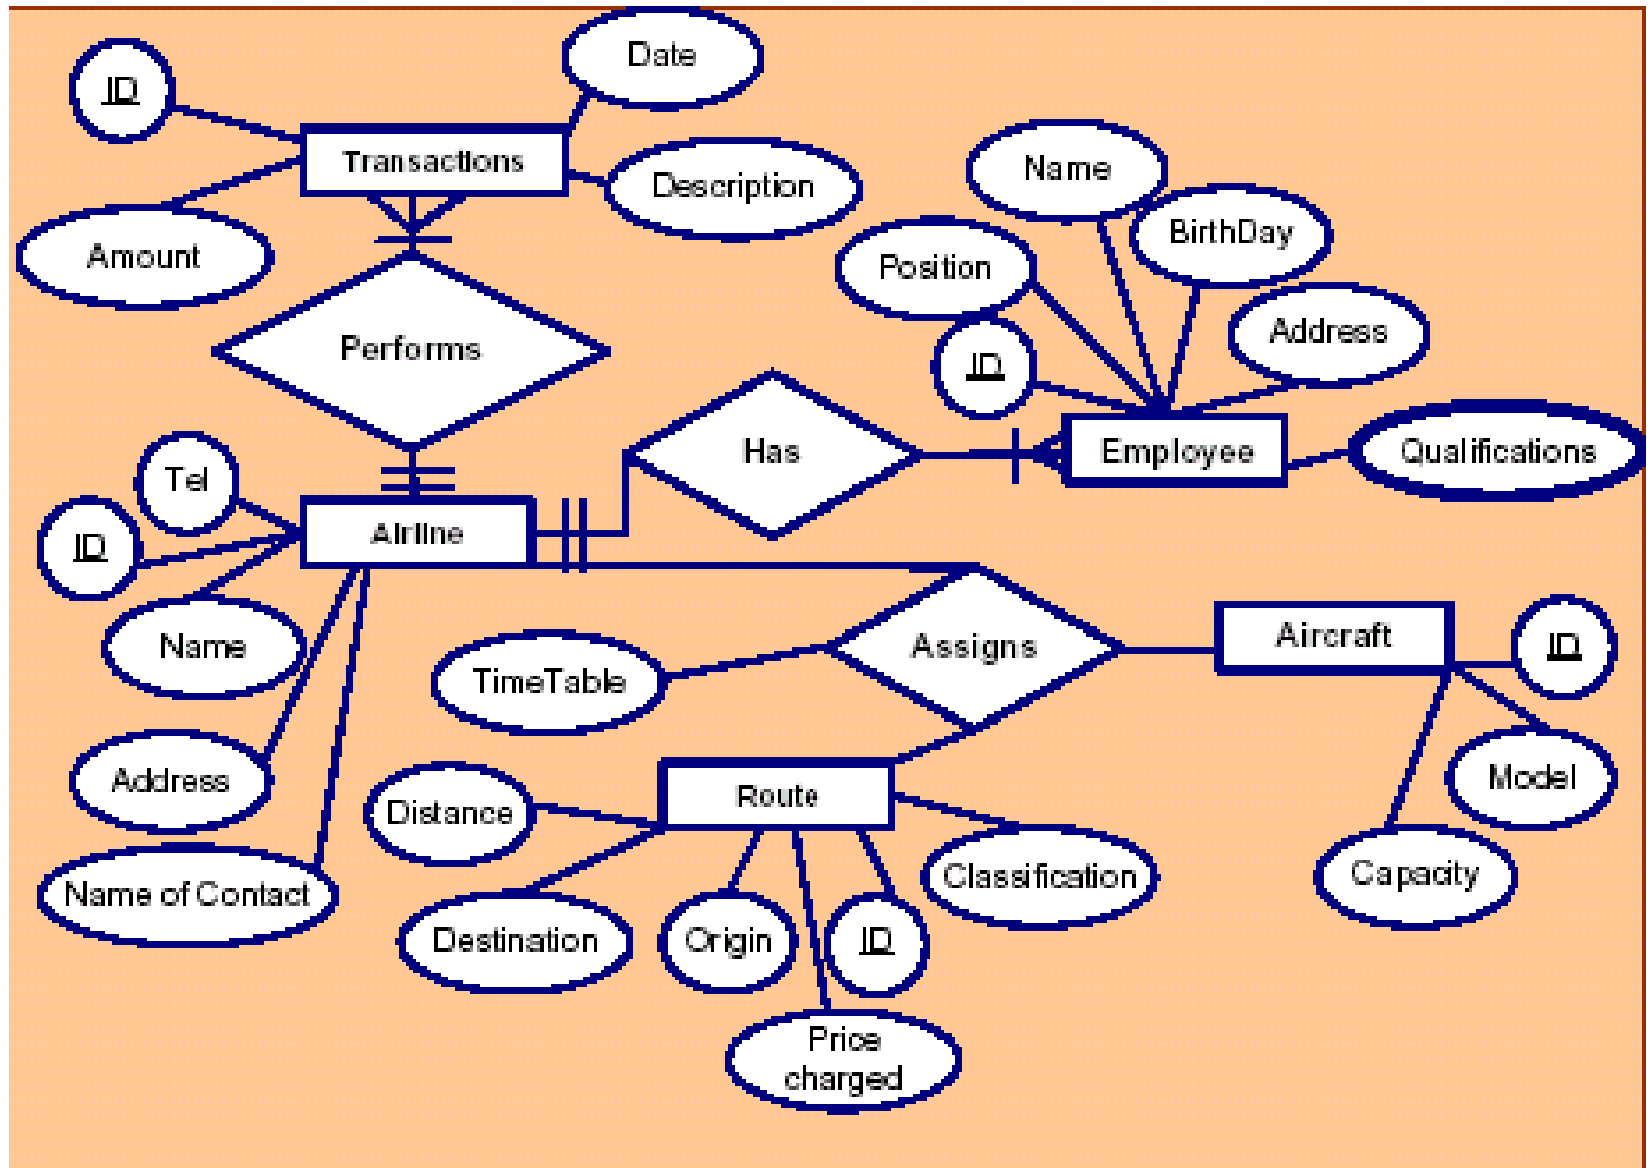 Date
ID
Transactions
Description
Amount
Name
BirthDay
Position
Address
ID
Performs
Has
Employee
Qualifications
Tel
ID
Airline
Name
Assigns
Aircraft
ID
TimeTable
Address
Distance
Route
Model
Name of Contact
Classification
Capacity
Destination
Origin
ID
Price
charged